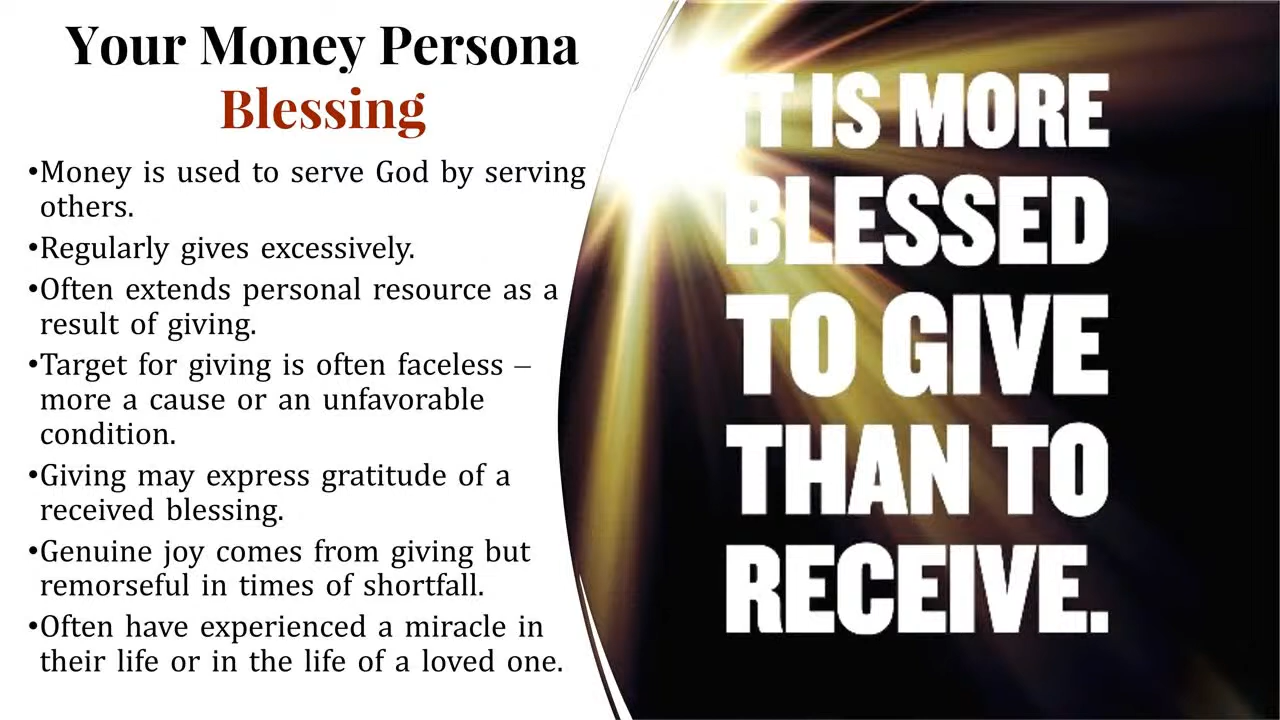 Your Money Persona
Blessing
•Money is used to serve God by serving
others.
•Regularly gives excessively.
•Often extends personal resource as a
result of giving.
•Target for giving is often faceless –
more a cause or an unfavorable
condition.
•Giving may express gratitude of a
received blessing.
•Genuine joy comes from giving but
remorseful in times of shortfall.
•Often have experienced a miracle in
their life or in the life of a loved one.
IT IS MORE
BLESSED
TO GIVE
THAN TO
RECEIVE.